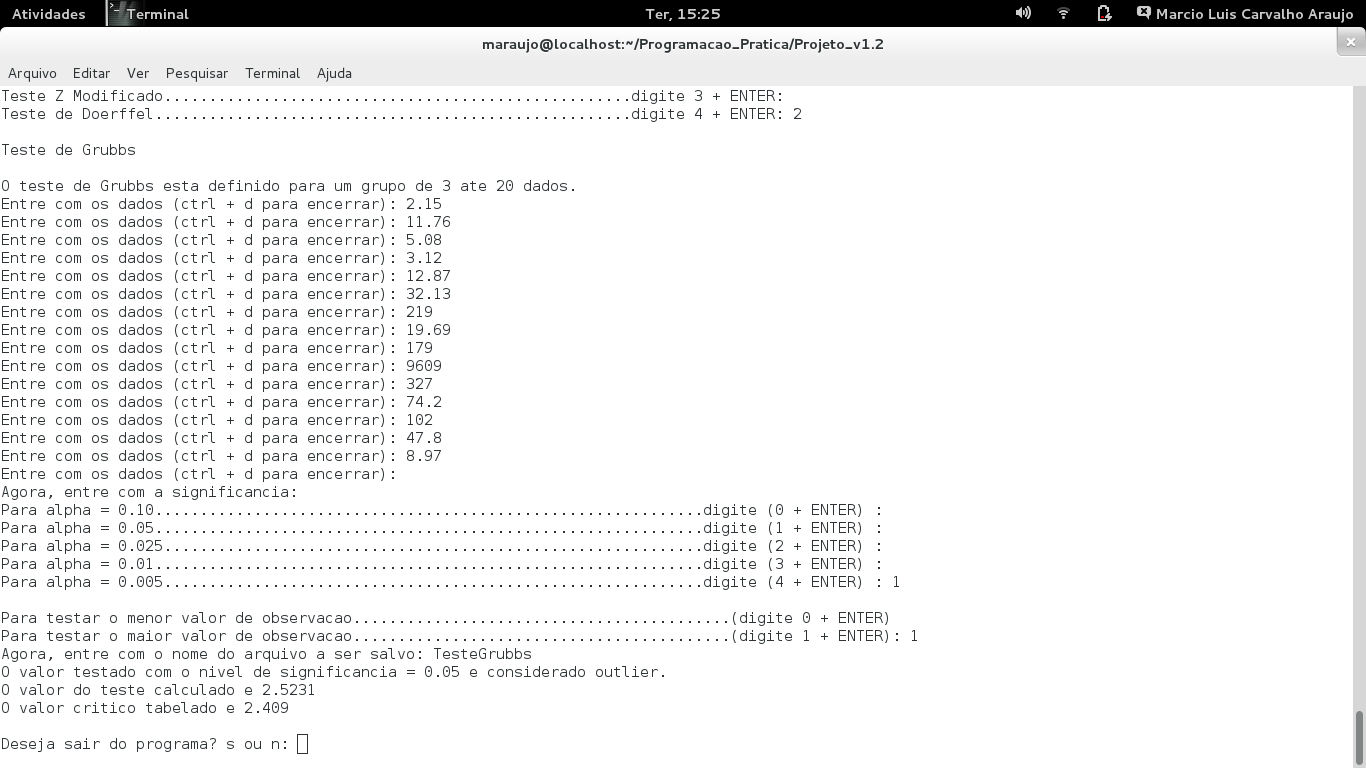 Atividades Terminal Ter, 15:25 Marcio Luis Carvalho Araujo
maraujo@localhost:~/Programacao_Pratica/Projeto_v1.2
Arquivo Editar Ver Pesquisar Terminal Ajuda
Teste Z Modificado....................................................digite 3 + ENTER:
Teste de Doerffel.....................................................digite 4 + ENTER: 2
Teste de Grubbs
O teste de Grubbs esta definido para um grupo de 3 ate 20 dados.
Entre com os dados (ctrl + d para encerrar): 2.15
Entre com os dados (ctrl + d para encerrar): 11.76
Entre com os dados (ctrl + d para encerrar): 5.08
Entre com os dados (ctrl + d para encerrar): 3.12
Entre com os dados (ctrl + d para encerrar): 12.87
Entre com os dados (ctrl + d para encerrar): 32.13
Entre com os dados (ctrl + d para encerrar): 219
Entre com os dados (ctrl + d para encerrar): 19.69
Entre com os dados (ctrl + d para encerrar): 179
Entre com os dados (ctrl + d para encerrar): 9609
Entre com os dados (ctrl + d para encerrar): 327
Entre com os dados (ctrl + d para encerrar): 74.2
Entre com os dados (ctrl + d para encerrar): 102
Entre com os dados (ctrl + d para encerrar): 47.8
Entre com os dados (ctrl + d para encerrar): 8.97
Entre com os dados (ctrl + d para encerrar):
Agora, entre com a significancia:
Para alpha = 0.10.............................................................digite (0 + ENTER) :
Para alpha = 0.05.............................................................digite (1 + ENTER) :
Para alpha = 0.025............................................................digite (2 + ENTER) :
Para alpha = 0.01.............................................................digite (3 + ENTER) :
Para alpha = 0.005............................................................digite (4 + ENTER) : 1
Para testar o menor valor de observacao..........................................(digite 0 + ENTER)
Para testar o maior valor de observacao..........................................(digite 1 + ENTER): 1
Agora, entre com o nome do arquivo a ser salvo: TesteGrubbs
O valor testado com o nivel de significancia = 0.05 e considerado outlier.
O valor do teste calculado e 2.5231
O valor critico tabelado e 2.409
Deseja sair do programa? s ou n: